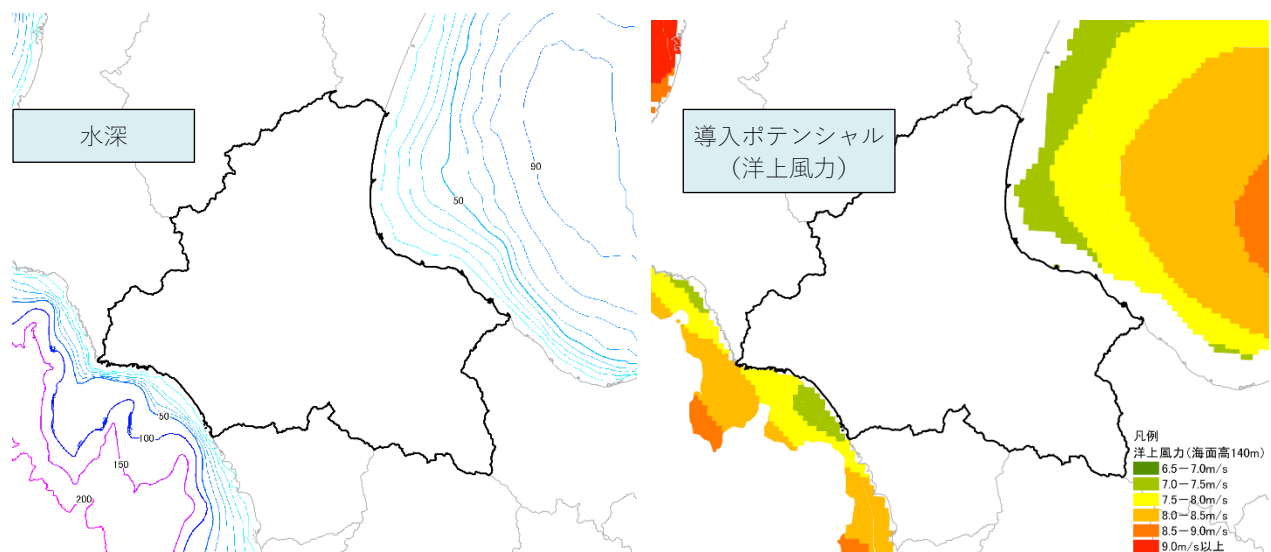 水深
90
50
50
100
150
200
導入ポテンシャル
（洋上風力）
凡例
洋上風力(海面高140m)
6.5－7.0m/s
7.0－7.5m/s
7.5－8.0m/s
8.0－8.5m/s
8.5－9.0m/s
9.0m/s以上